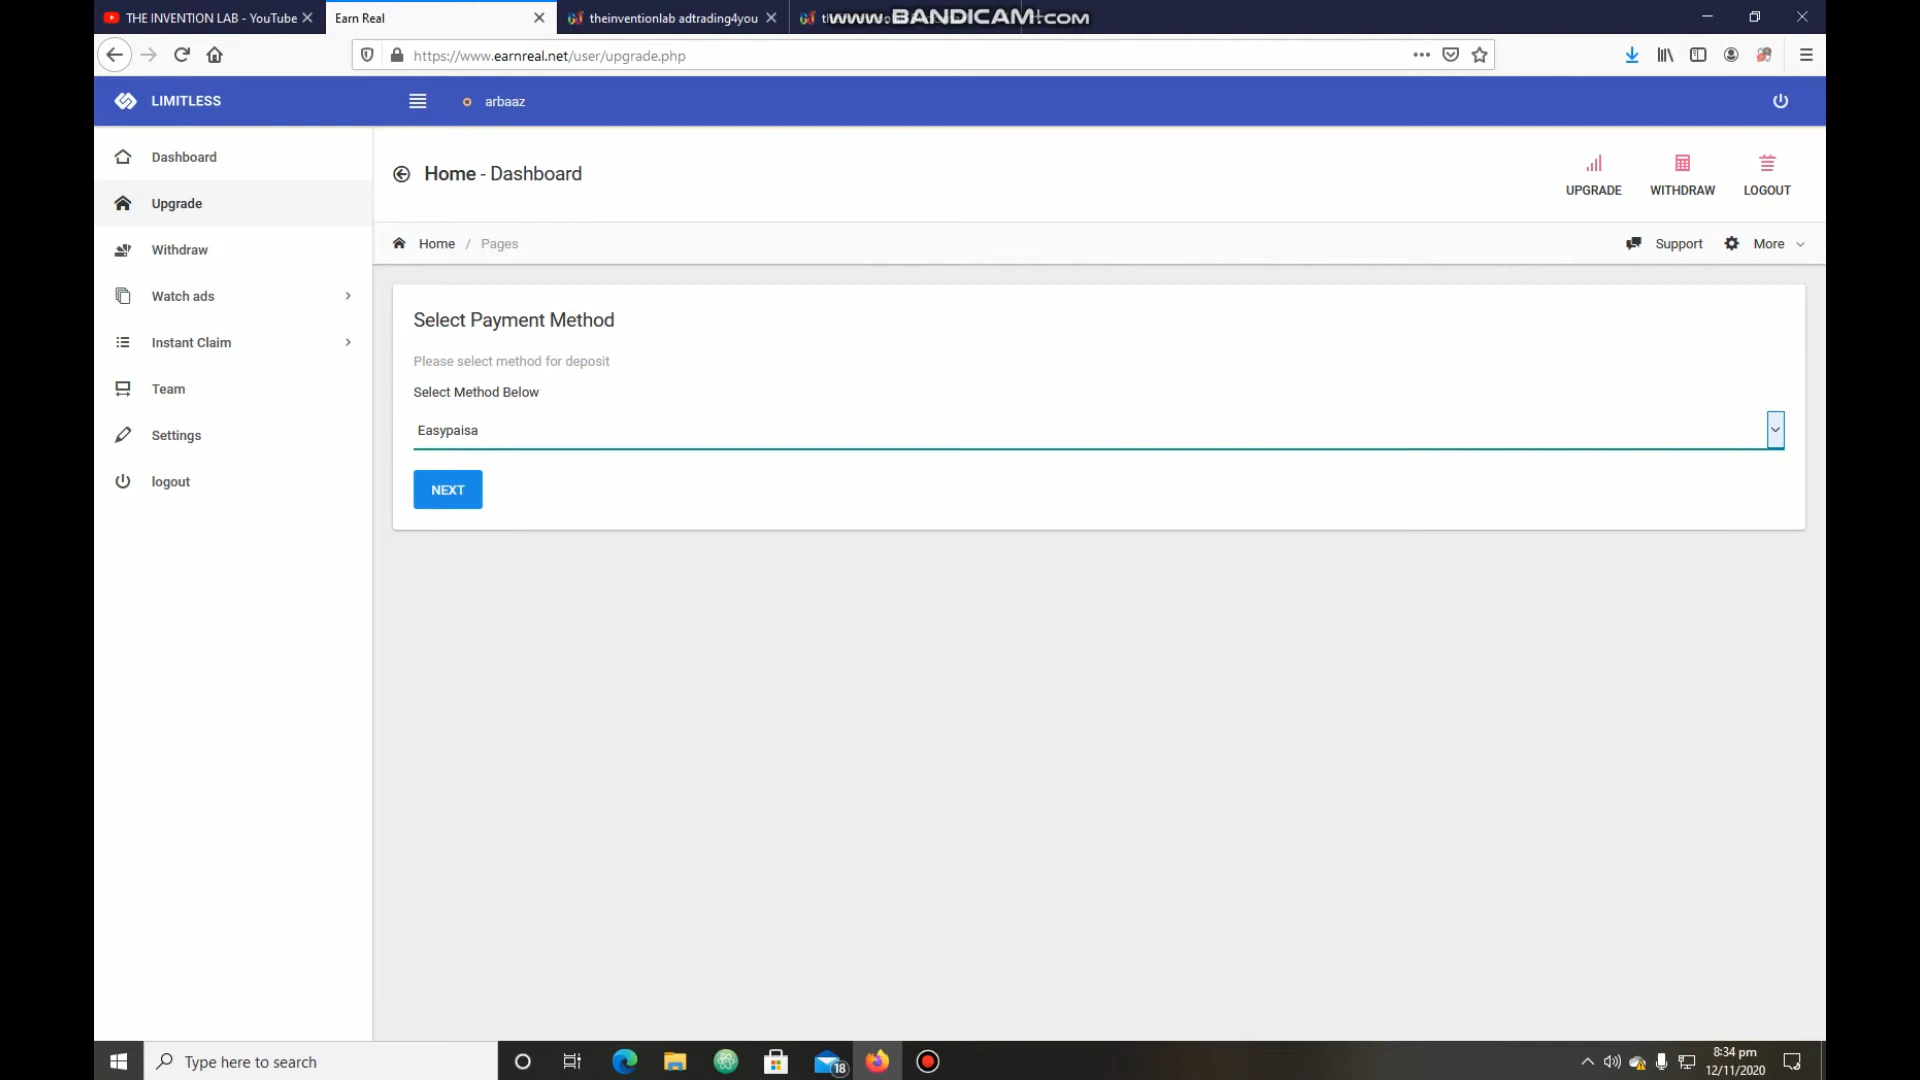 THE INVENTION LAB - YouTube
Earn Real
theinventionlab adtrading4you
www.BANDICAM.com
https://www.earnreal.net/user/upgrade.php
LIMITLESS
arbaaz
Dashboard
Upgrade
Withdraw
Watch ads
Instant Claim
Team
Settings
logout
Home - Dashboard
UPGRADE
WITHDRAW
LOGOUT
Home / Pages
Support
More
Select Payment Method
Please select method for deposit
Select Method Below
Easypaisa
NEXT
Type here to search
18
8:34 pm
12/11/2020